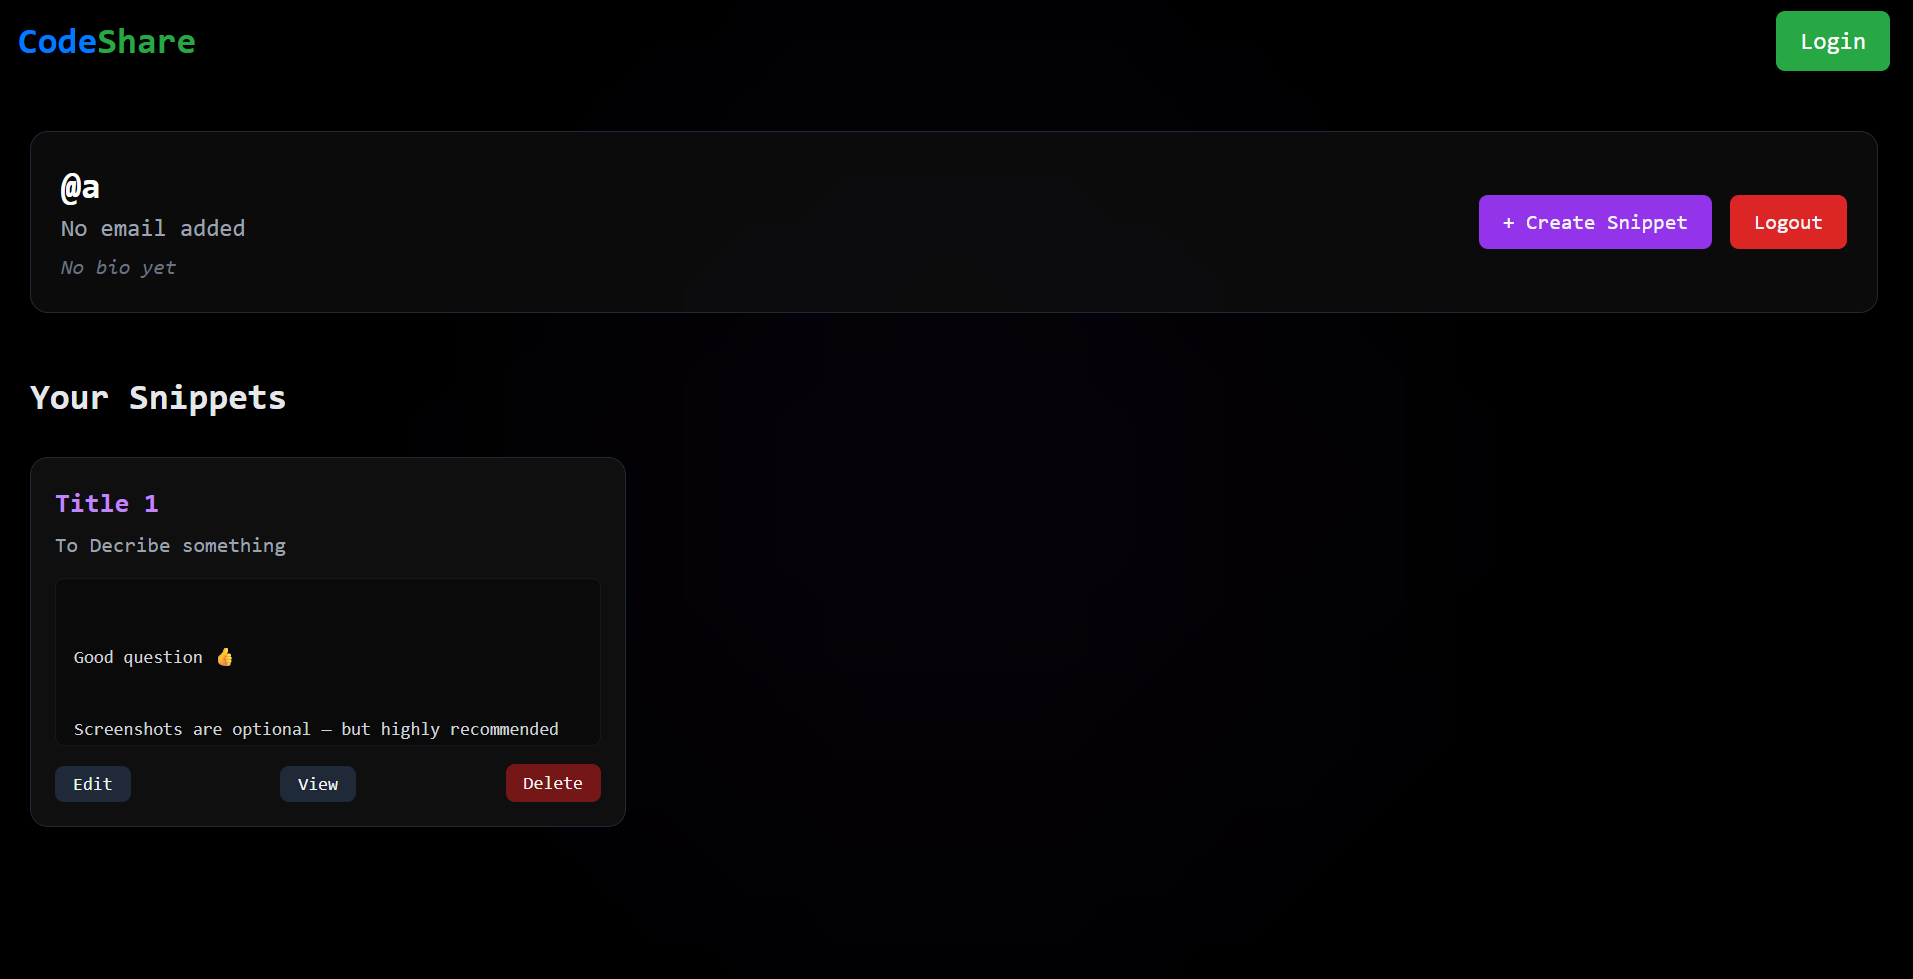 CodeShare
Login
@a
No email added
No bio yet
+ Create Snippet
Logout
Your Snippets
Title 1
To Decribe something
Good question 👍
Screenshots are optional — but highly recommended
Edit
View
Delete